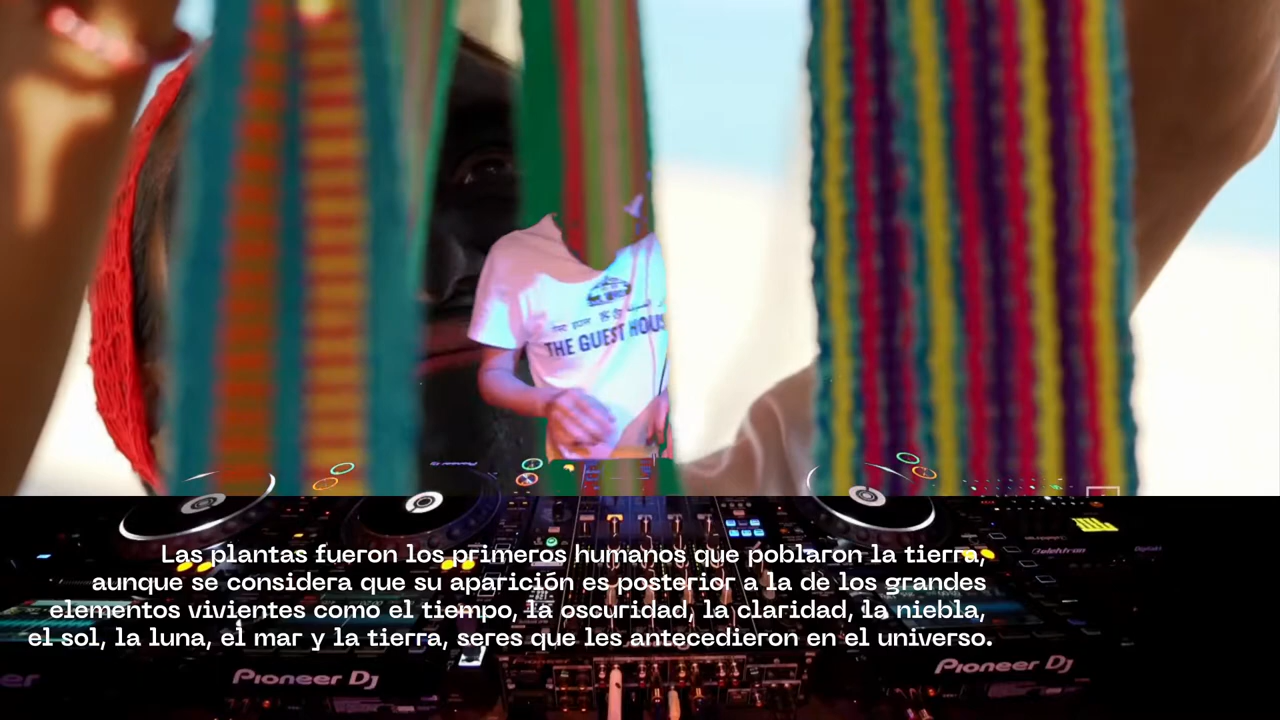 THE GUEST HOUS
Las plantas fueron los primeros humanos que poblaron la tierra,
aunque se considera que su aparición es posterior a la de los grandes
elementos vivientes como el tiempo, la oscuridad, la claridad, la niebla,
el sol, la luna, el mar y la tierra, seres que les antecedieron en el universo.
Pioneer Dj
Pioneer Dj